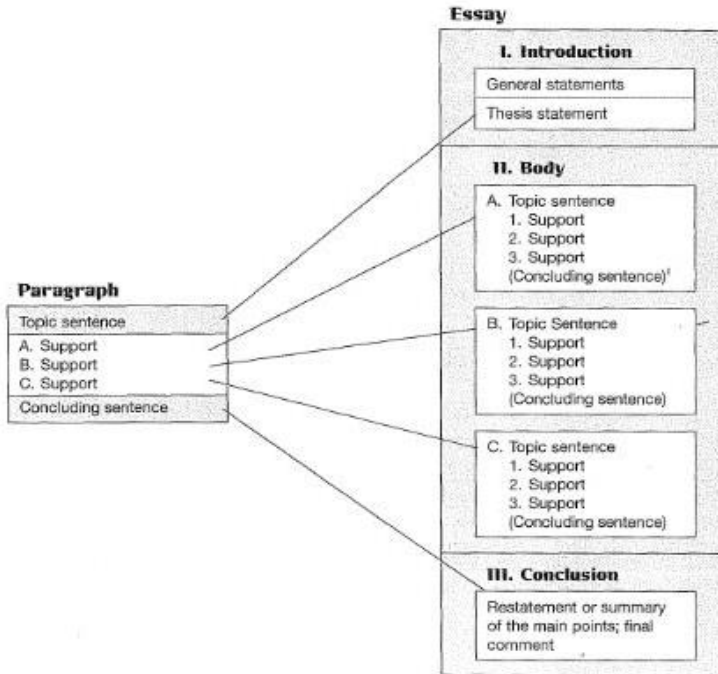 Essay
I. Introduction
General statements
Thesis statement
II. Body
A. Topic sentence
1. Support
2. Support
3. Support
(Concluding sentence)¹
Paragraph
Topic sentence
A. Support
B. Support
C. Support
Concluding sentence
B. Topic Sentence
1. Support
2. Support
3. Support
(Concluding sentence)
C. Topic sentence
1. Support
2. Support
3. Support
(Concluding sentence)
III. Conclusion
Restatement or summary
of the main points; final
comment